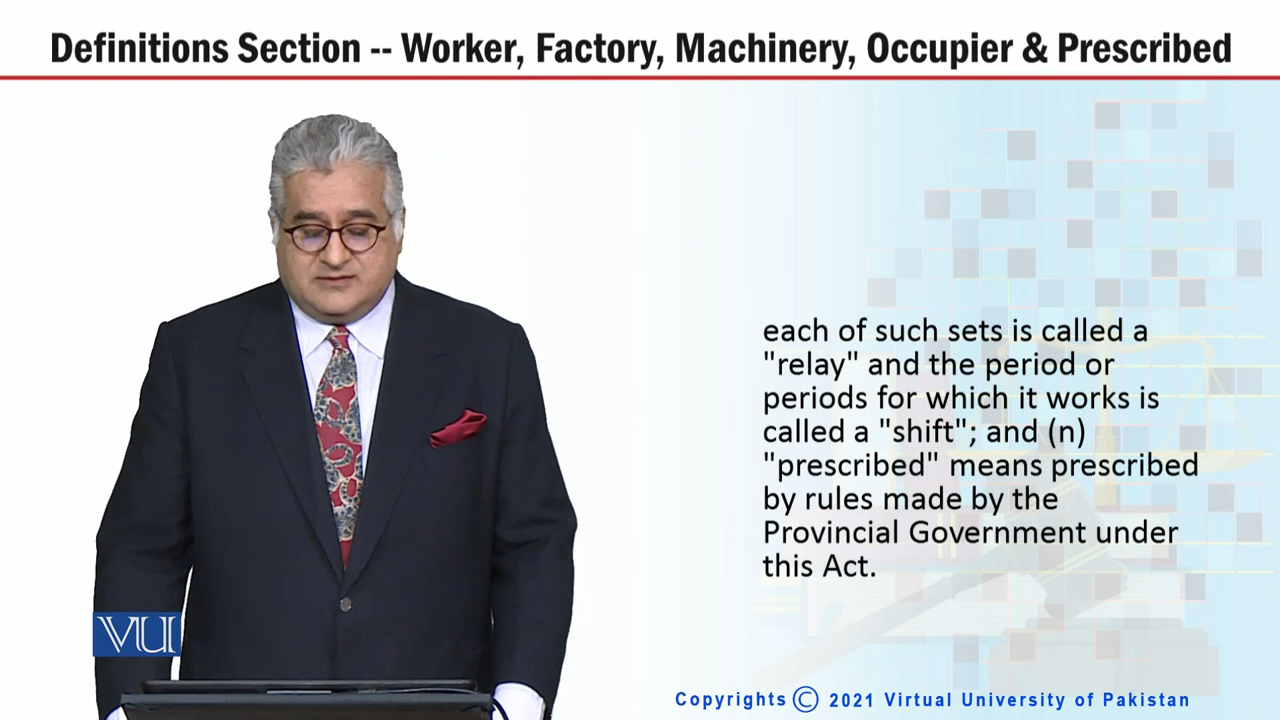 Definitions Section -- Worker, Factory, Machinery, Occupier & Prescribed
each of such sets is called a
"relay" and the period or
periods for which it works is
called a "shift"; and (n)
"prescribed" means prescribed
by rules made by the
Provincial Government under
this Act.
VU
Copyrights © 2021 Virtual University of Pakistan